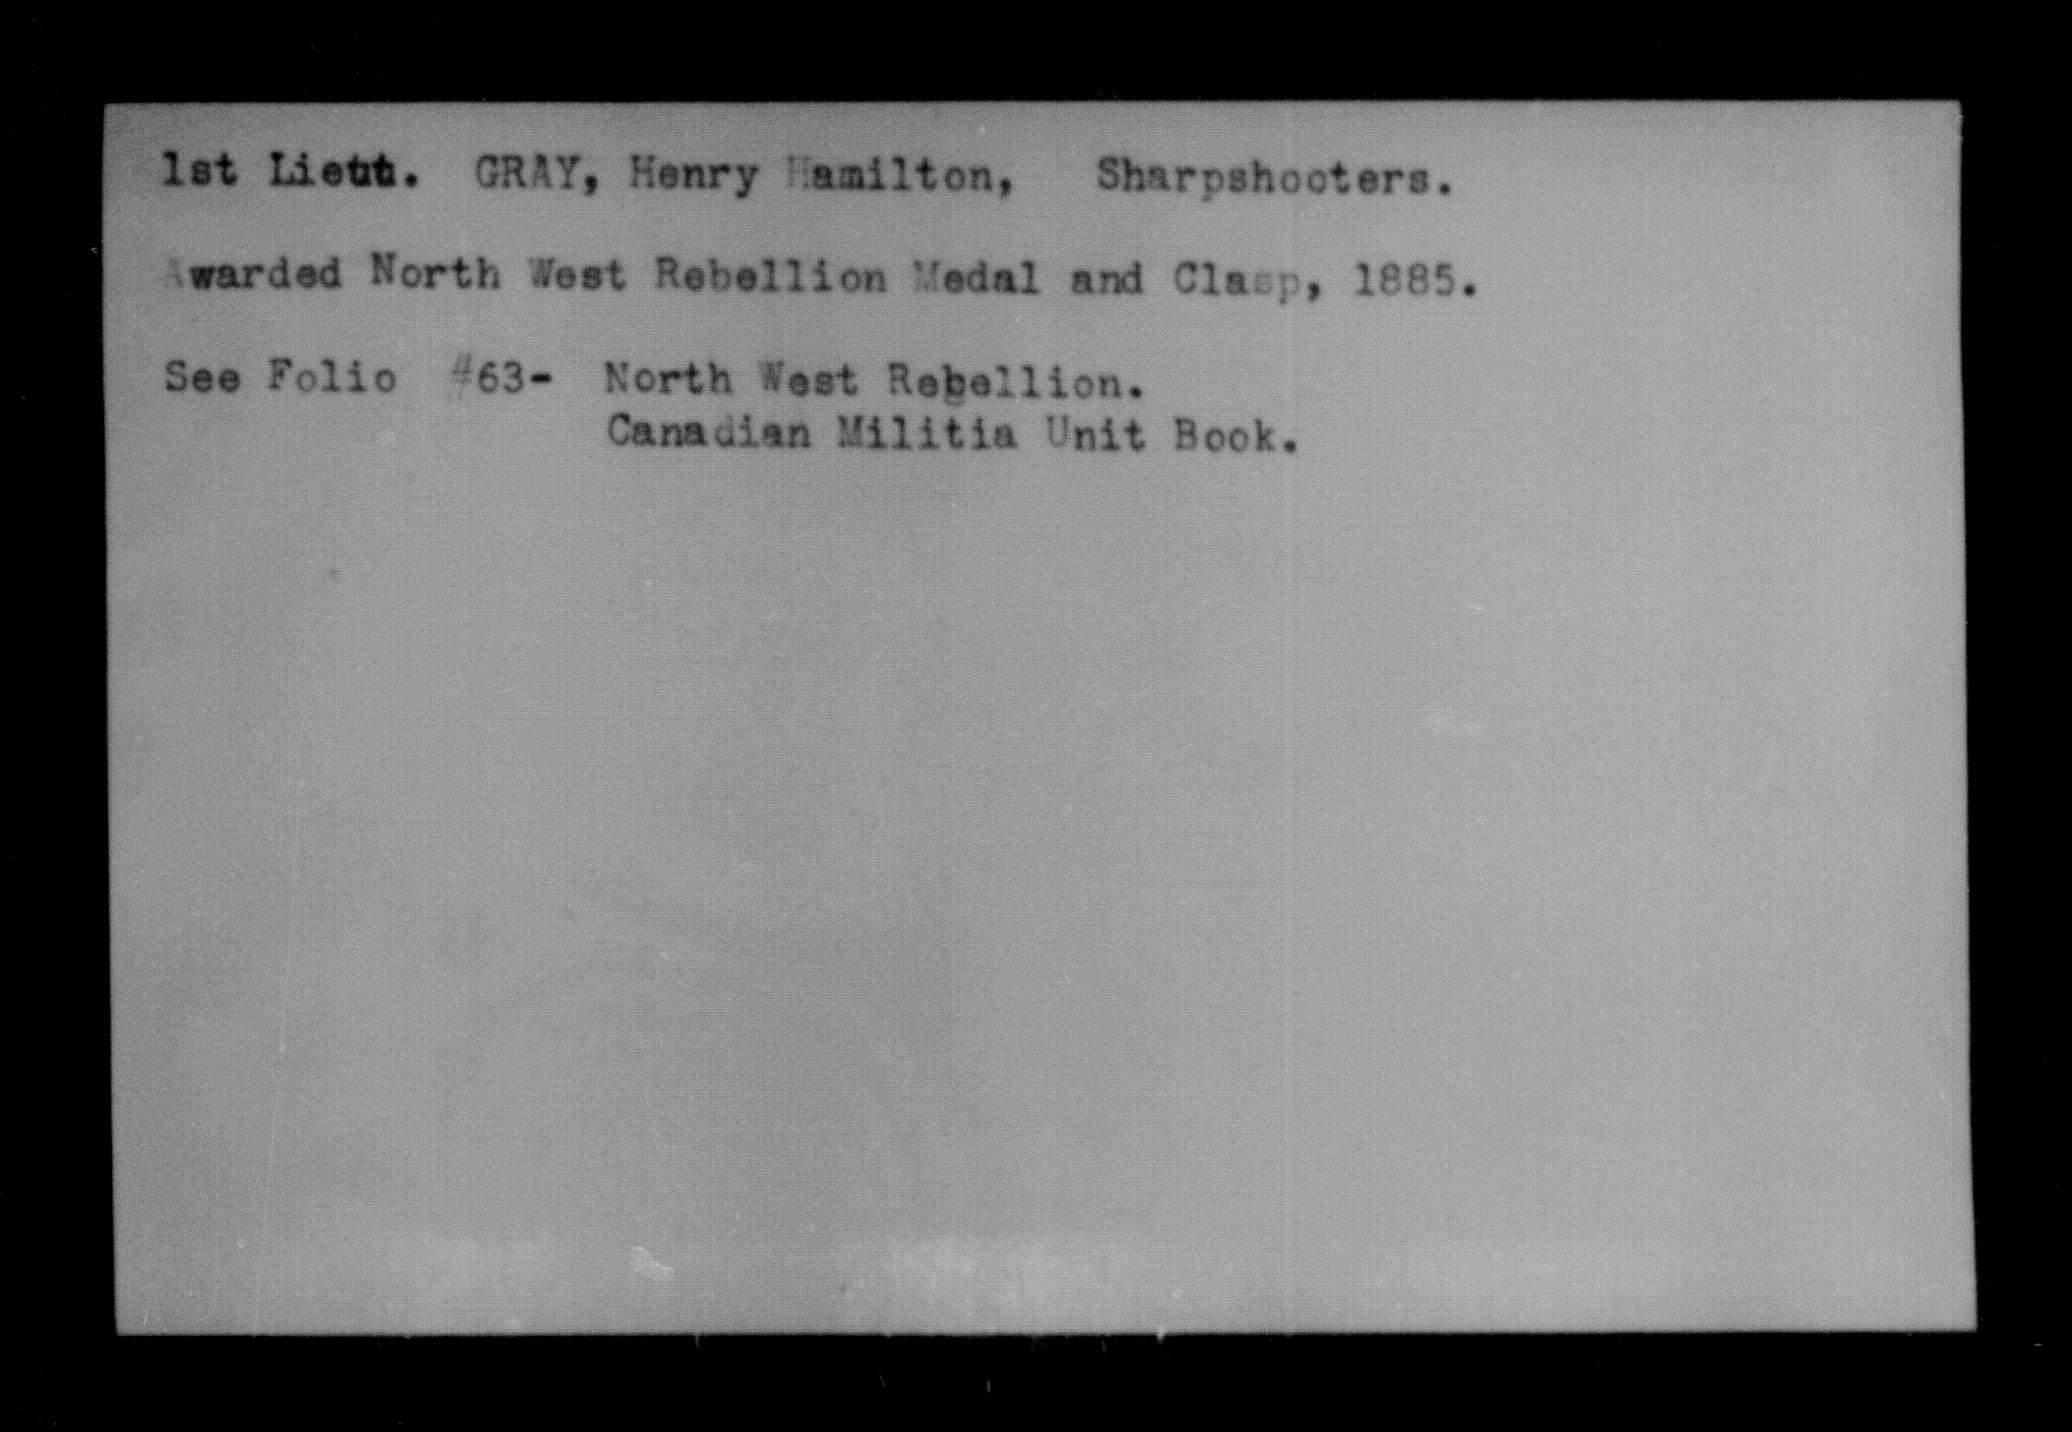 1st Lieut. GRAY, Henry Hamilton, Sharpshooters.
Awarded North West Rebellion Medal and Clasp, 1885.
See Folio #63- North West Rebellion.
Canadian Militia Unit Book.